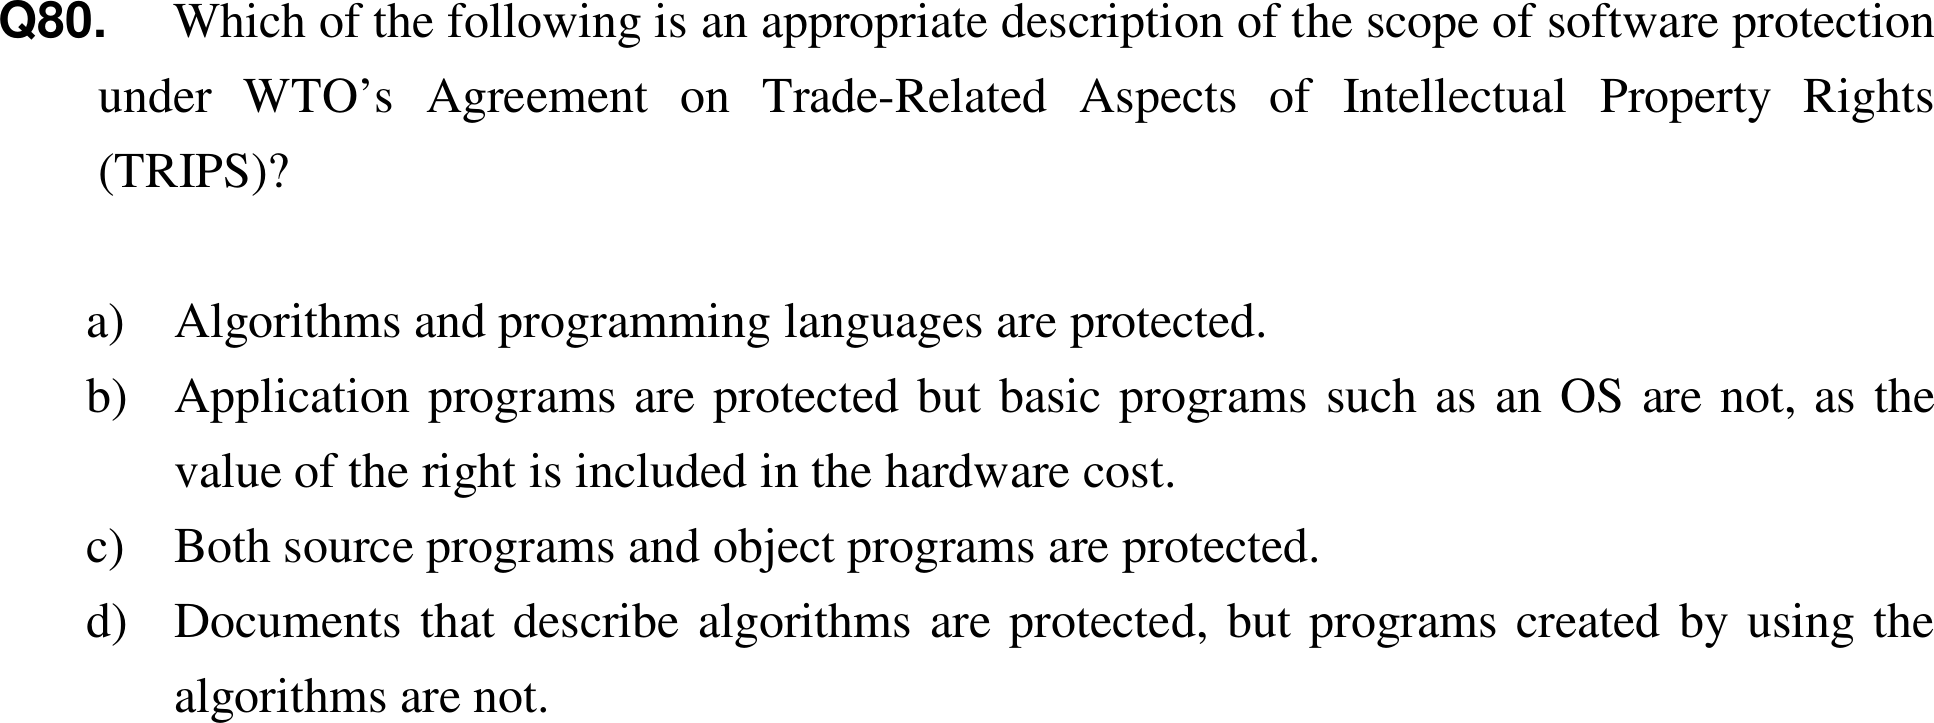 Q80. Which of the following is an appropriate description of the scope of software protection
under WTO's Agreement on Trade-Related Aspects of Intellectual Property Rights
(TRIPS)?
a) Algorithms and programming languages are protected.
b) Application programs are protected but basic programs such as an OS are not, as the
value of the right is included in the hardware cost.
c) Both source programs and object programs are protected.
d) Documents that describe algorithms are protected, but programs created by using the
algorithms are not.